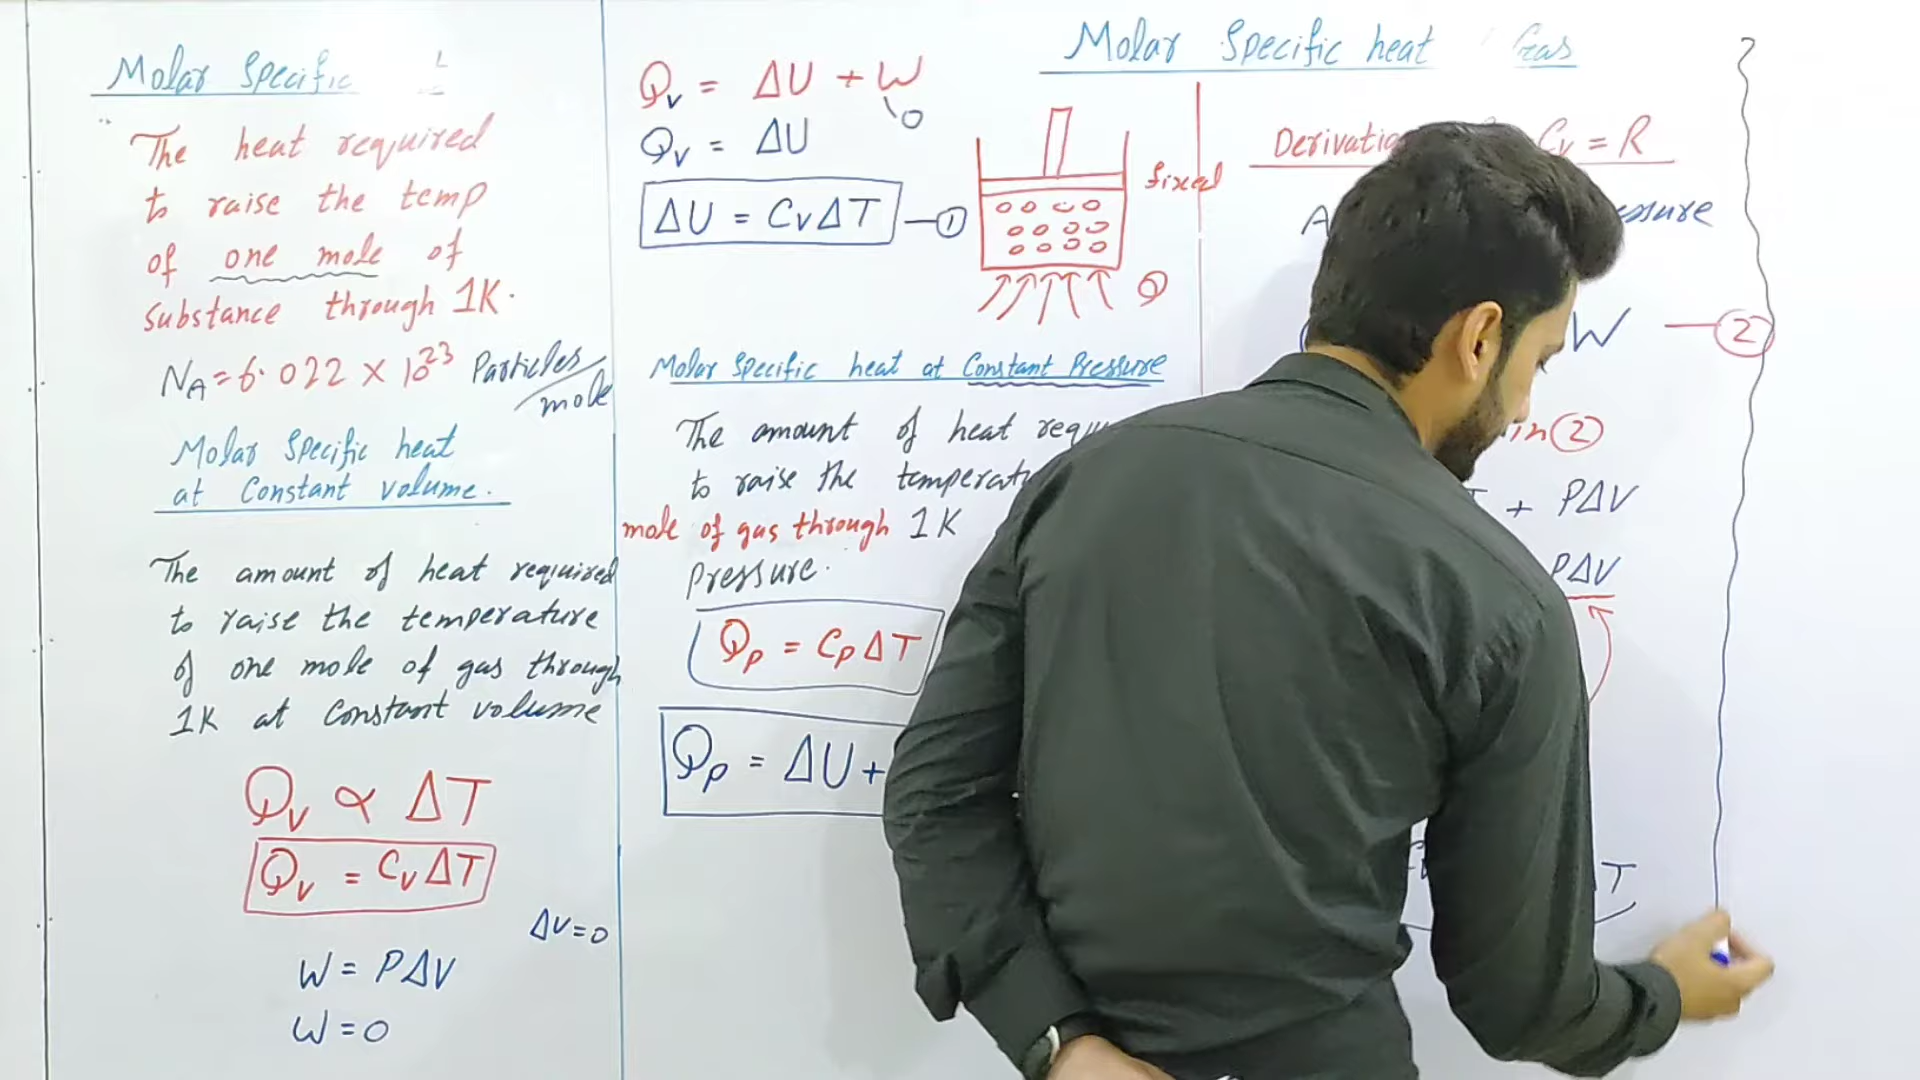 Molar Specific
The heat required
to raise the temp
of one mole of
substance through 1K.
N_A = 6.022 × 10^23 Particles/mole
Molar Specific heat
at Constant volume.
The amount of heat required
to raise the temperature
of one mole of gas through
1K at Constant volume
Q_v ∝ ΔT
Q_v = C_v ΔT
ΔV=0
W = PΔV
W = 0
Q_v = ΔU + W
0
Q_v = ΔU
ΔU = C_v ΔT — ①
fixed
Q
Molar Specific heat at Constant Pressure
The amount of heat
to raise the
mole of gas through 1K
Pressure.
Q_p = C_p ΔT
Q_p = ΔU +
Molar Specific heat Gas
C_v = R
W — ②
in ②
+ PΔV
PΔV
T